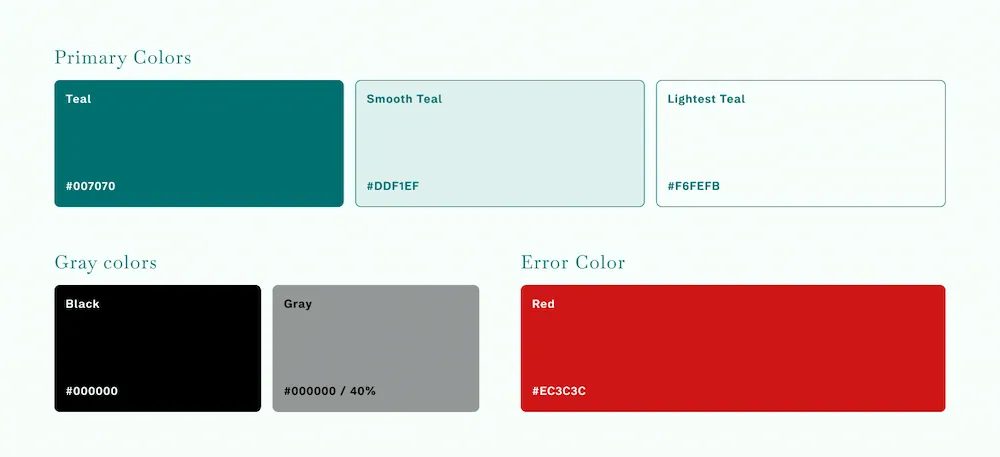 Primary Colors
Teal
#007070
Smooth Teal
#DDF1EF
Lightest Teal
#F6FEFB
Gray colors
Black
#000000
Gray
#000000 / 40%
Error Color
Red
#EC3C3C